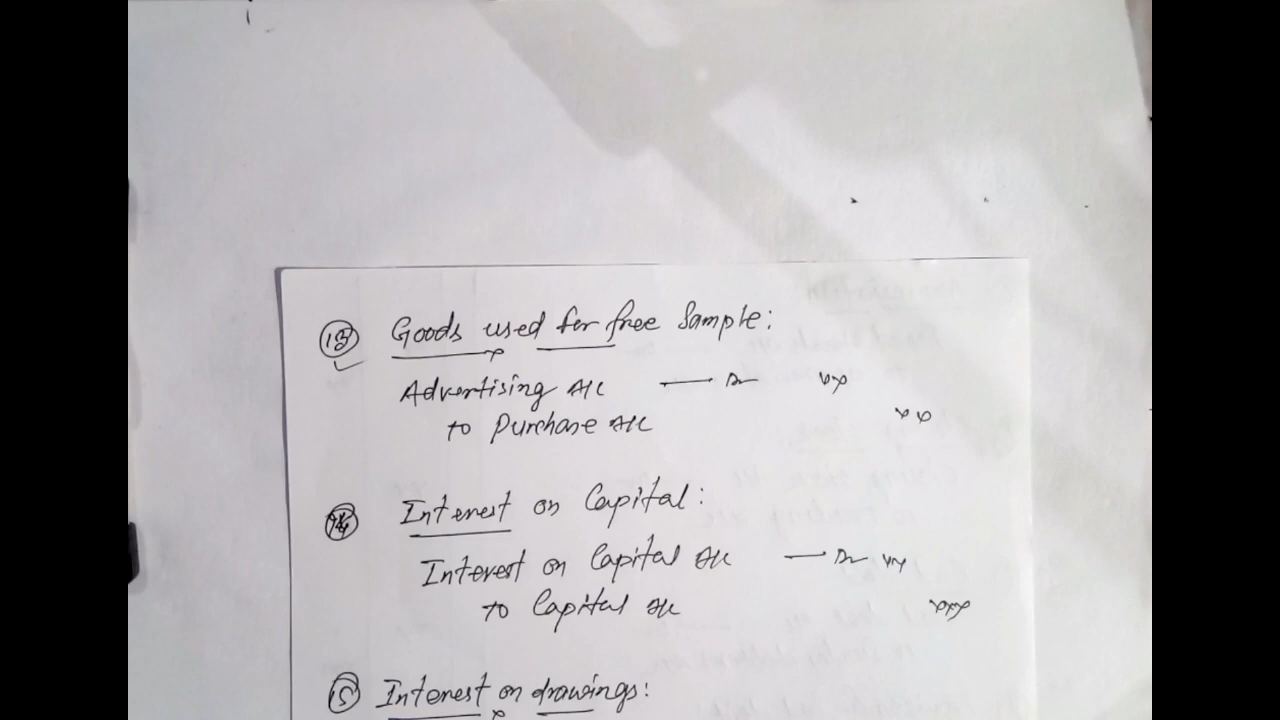 13 Goods used for free Sample:
Advertising A/c — Dr xx
to Purchase A/c xx
14 Interest on Capital:
Interest on Capital A/c — Dr xx
to Capital A/c xxx
15 Interest on drawings: